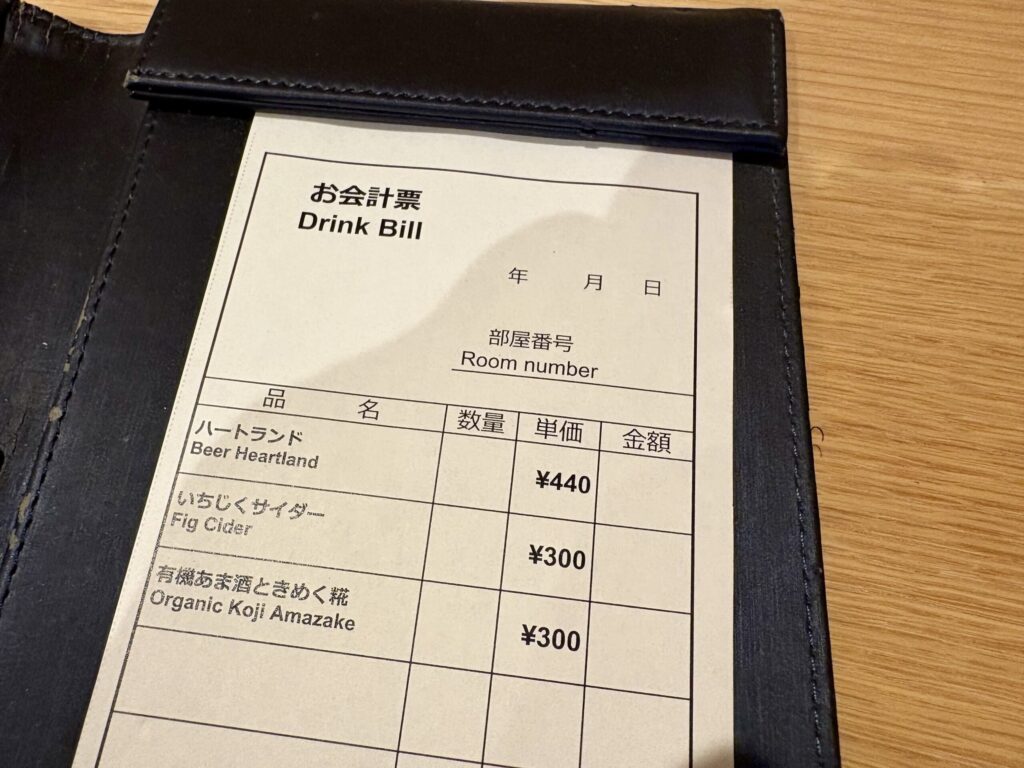 お会計票
Drink Bill
年 月 日
部屋番号
Room number
品 名 数量 単価 金額
ハートランド
Beer Heartland
¥440
いちじくサイダー
Fig Cider
¥300
有機あま酒ときめく糀
Organic Koji Amazake
¥300